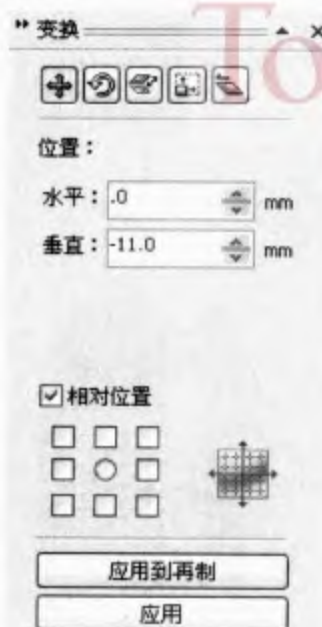 变换
To
位置：
水平：.0 mm
垂直：-11.0 mm
相对位置
应用到再制
应用